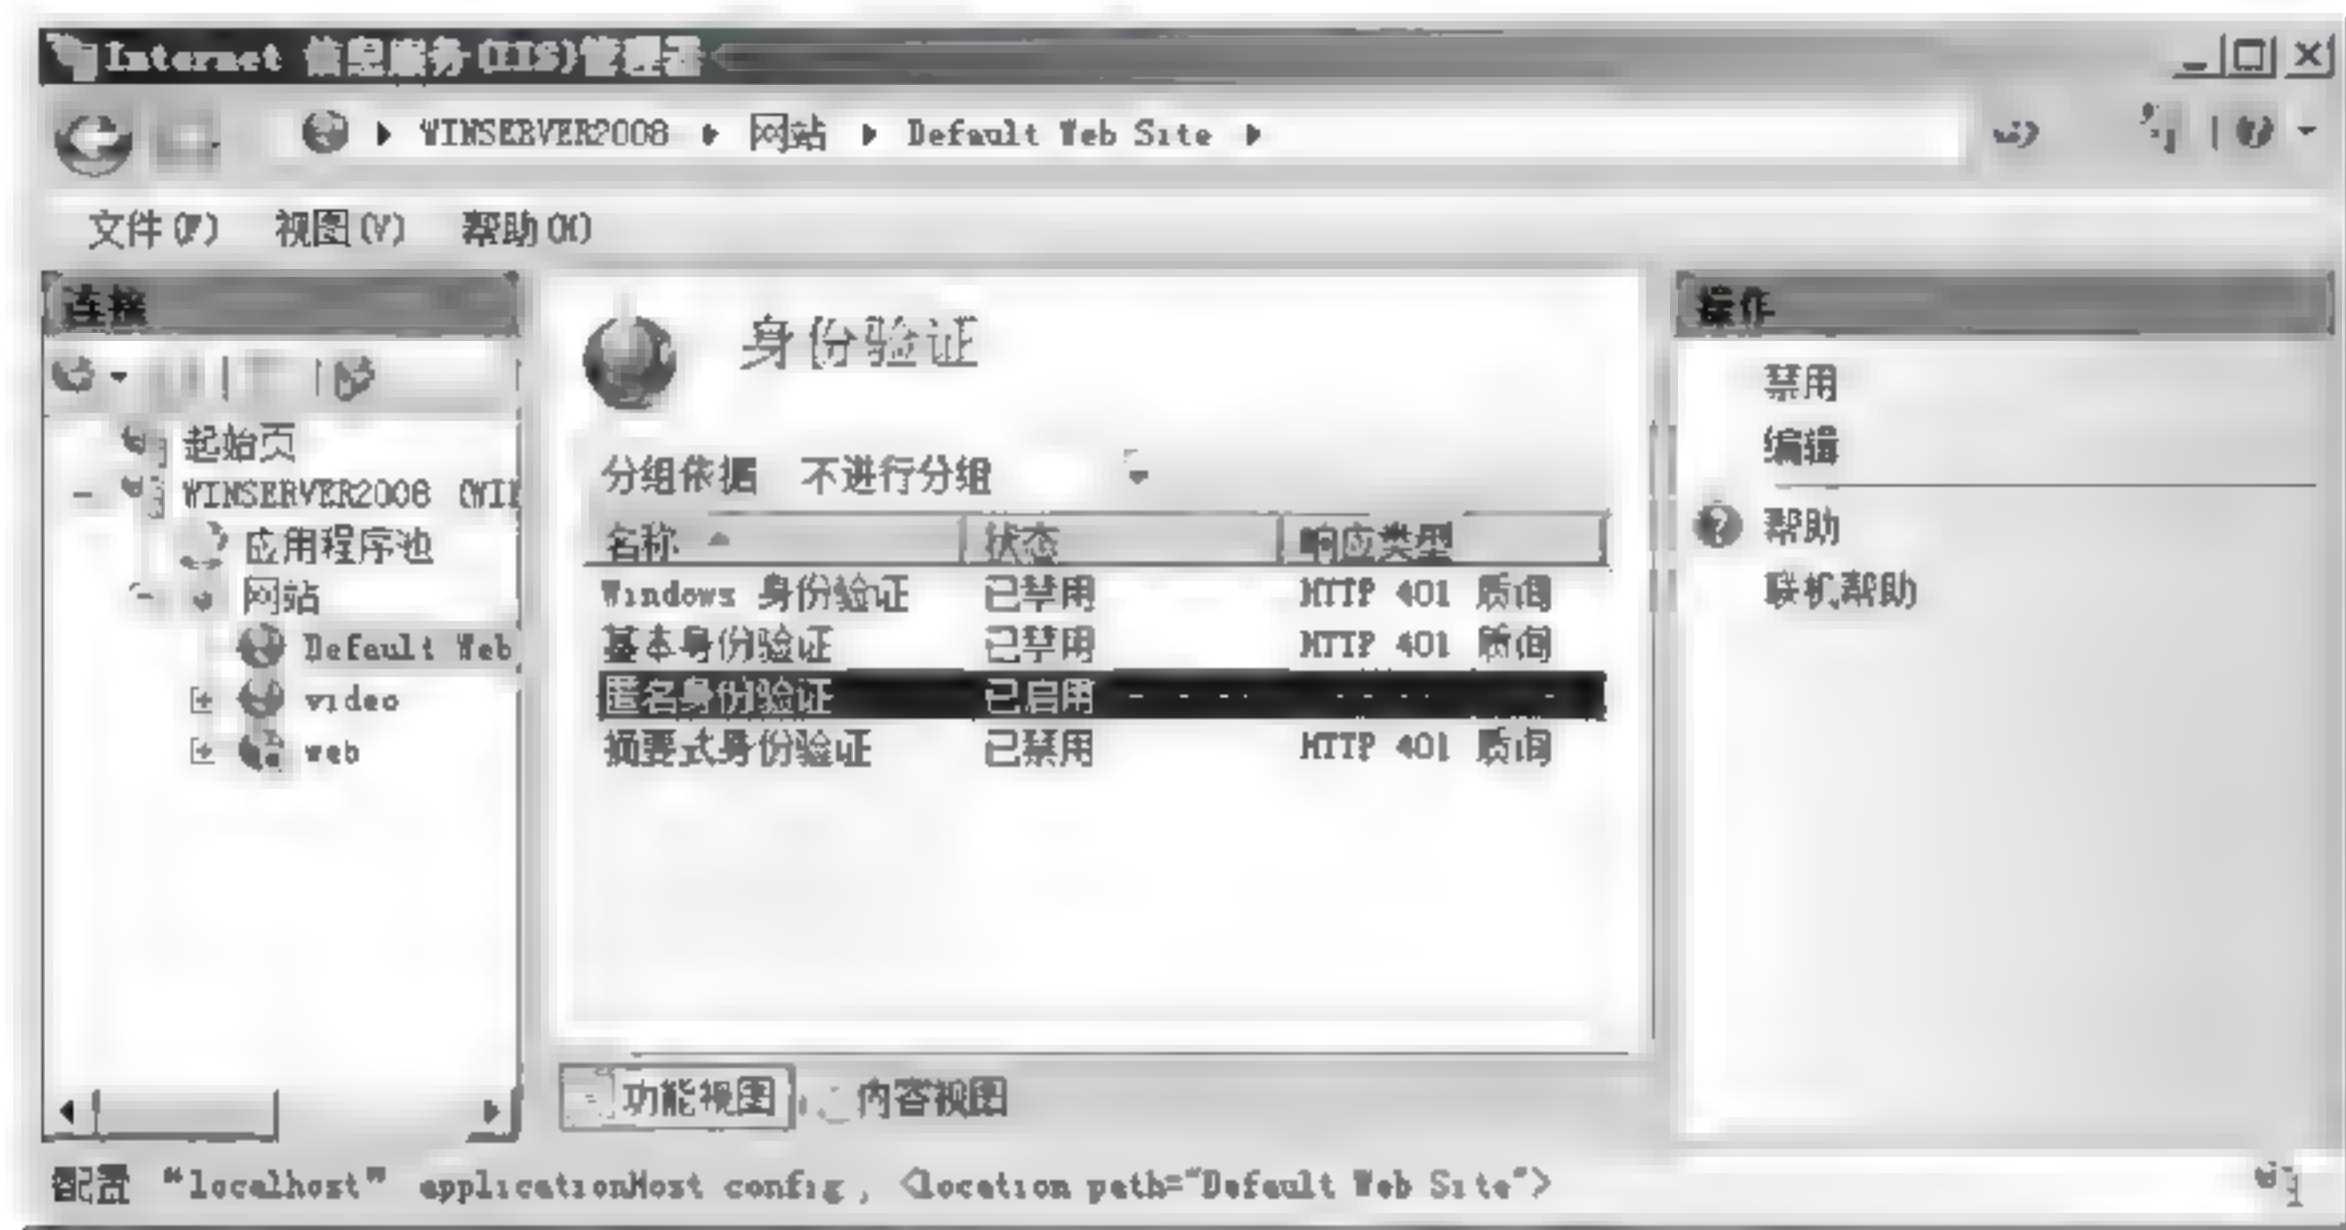 Internet 信息服务(IIS)管理器
WINSERVER2008 网站 Default Web Site
文件(F) 视图(V) 帮助(H)
连接
起始页
WINSERVER2008 (WIN
应用程序池
网站
Default Web
video
web
身份验证
分组依据 不进行分组
名称 状态 响应类型
Windows 身份验证 已禁用 HTTP 401 质询
基本身份验证 已禁用 HTTP 401 质询
匿名身份验证 已启用
摘要式身份验证 已禁用 HTTP 401 质询
功能视图 内容视图
操作
禁用
编辑
帮助
联机帮助
配置 “localhost” applicationHost config, <location path="Default Web Site">